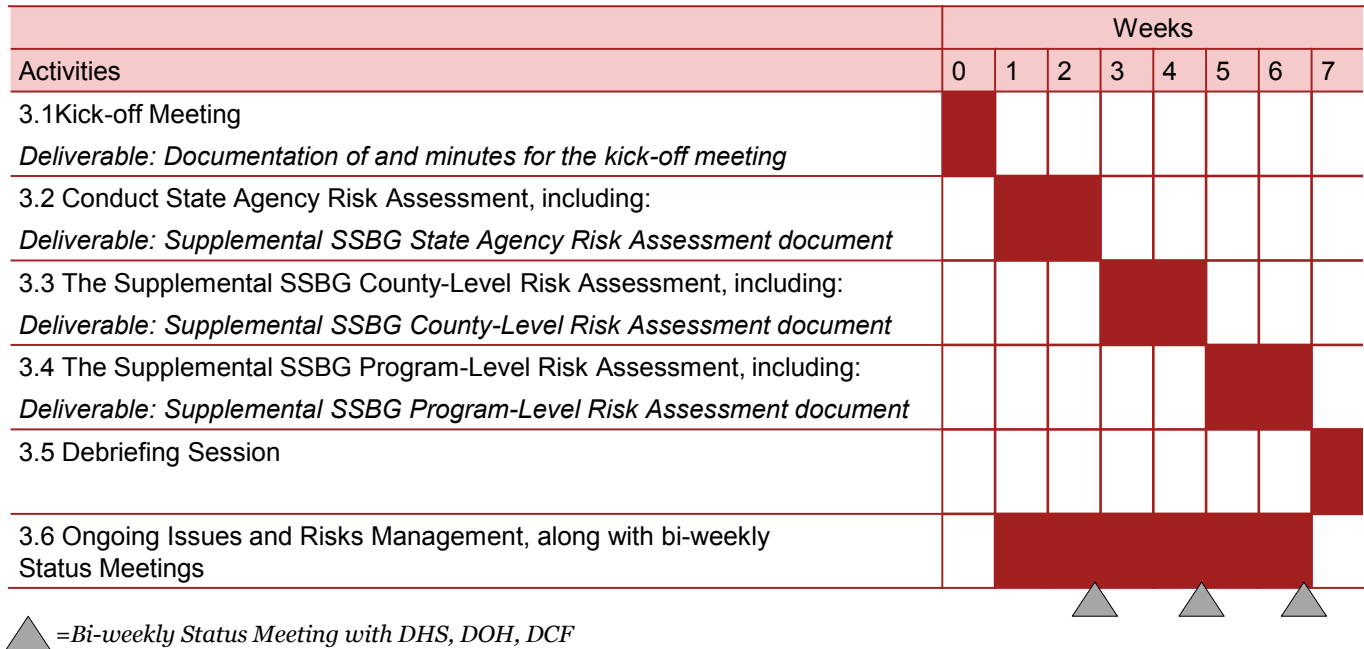 Weeks
Activities 0 1 2 3 4 5 6 7
3.1Kick-off Meeting
Deliverable: Documentation of and minutes for the kick-off meeting
3.2 Conduct State Agency Risk Assessment, including:
Deliverable: Supplemental SSBG State Agency Risk Assessment document
3.3 The Supplemental SSBG County-Level Risk Assessment, including:
Deliverable: Supplemental SSBG County-Level Risk Assessment document
3.4 The Supplemental SSBG Program-Level Risk Assessment, including:
Deliverable: Supplemental SSBG Program-Level Risk Assessment document
3.5 Debriefing Session
3.6 Ongoing Issues and Risks Management, along with bi-weekly
Status Meetings
=Bi-weekly Status Meeting with DHS, DOH, DCF